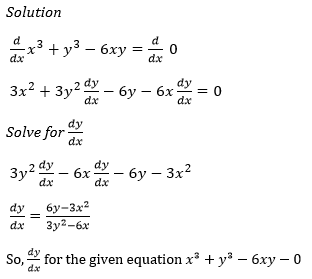 Solution
d/dx x³ + y³ − 6xy = d/dx 0
3x² + 3y² dy/dx − 6y − 6x dy/dx = 0
Solve for dy/dx
3y² dy/dx − 6x dy/dx − 6y − 3x²
dy/dx = 6y−3x²/3y²−6x
So, dy/dx for the given equation x³ + y³ − 6xy − 0